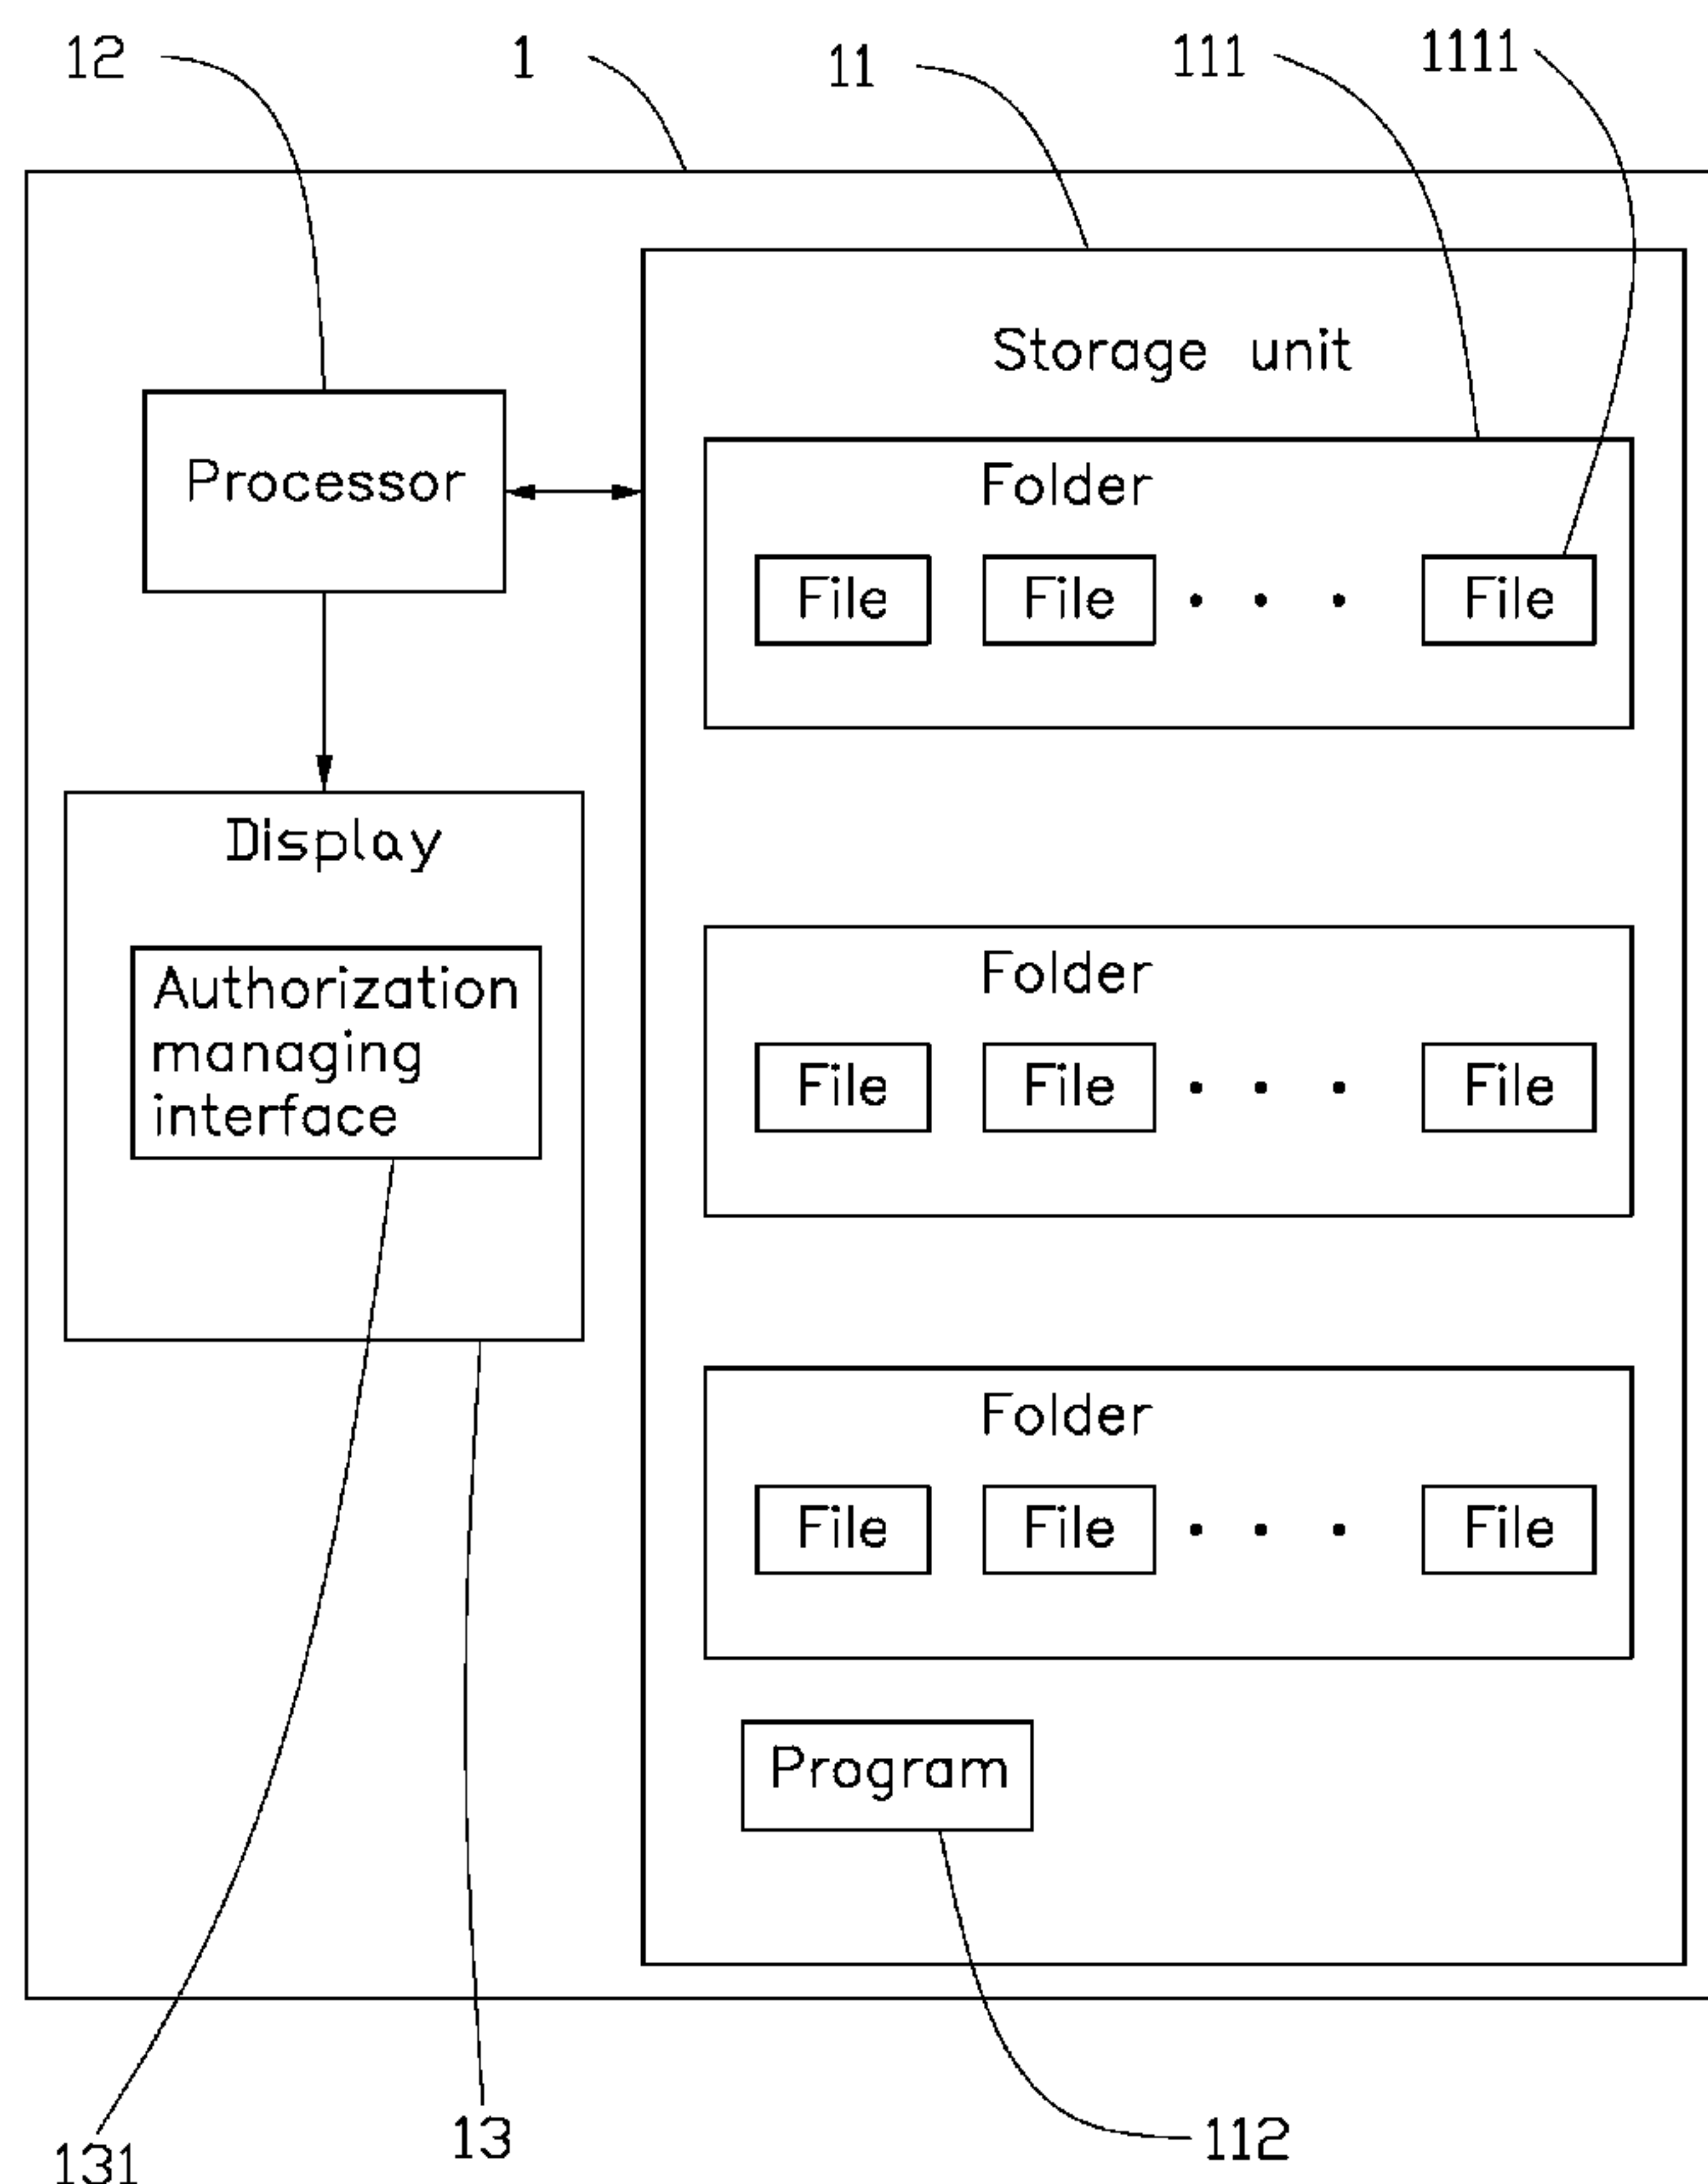 12
1
11
111
1111
Storage unit
Processor
Folder
File
File
File
Display
Authorization
managing
interface
Folder
File
File
File
Folder
File
File
File
Program
131
13
112